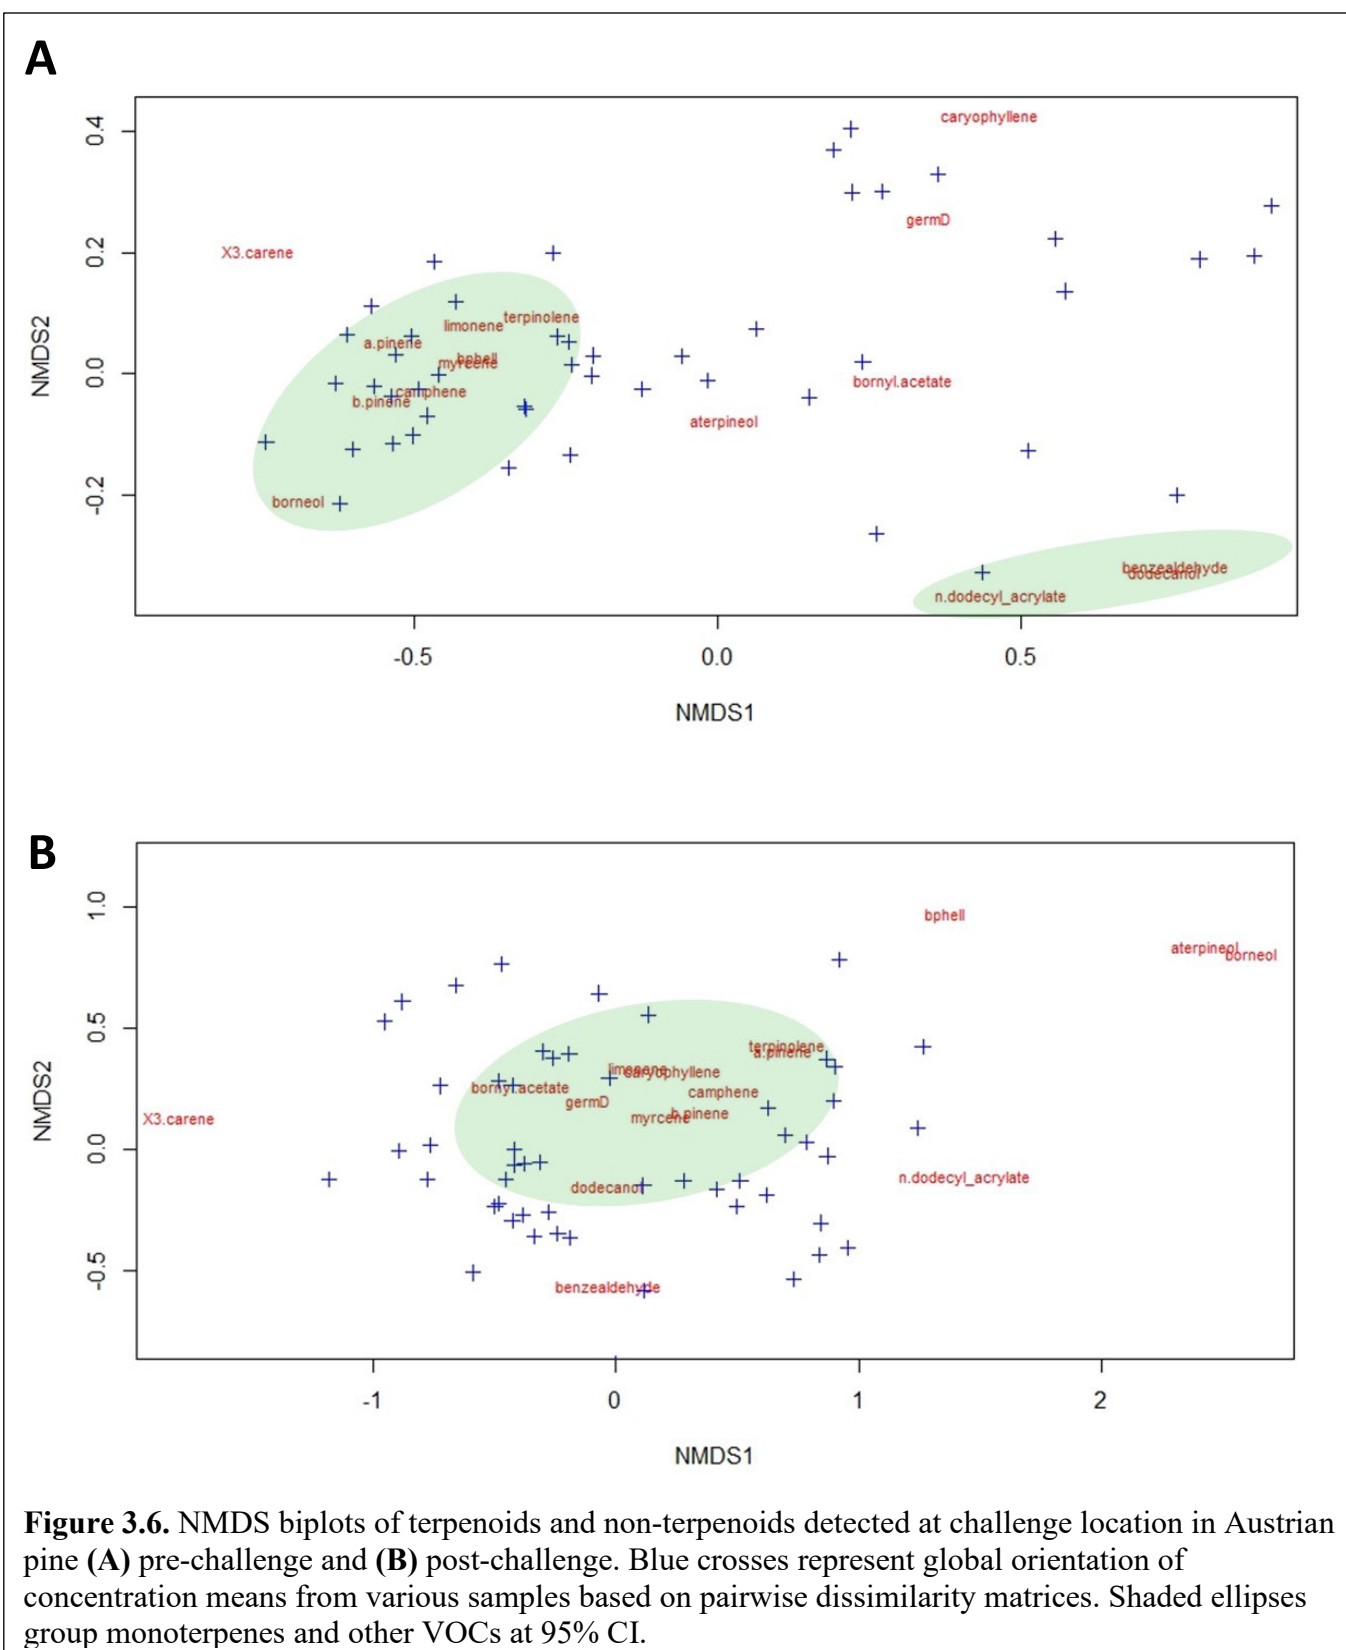 A
0.4
0.2
0.0
-0.2
NMDS2
caryophyllene
germD
X3.carene
terpinolene
limonene
a.pinene
bphell
myrcene
camphene
b.pinene
bornyl.acetate
aterpineol
borneol
benzealdehyde
dodecanol
n.dodecyl_acrylate
-0.5
0.0
0.5
NMDS1
B
1.0
0.5
0.0
-0.5
NMDS2
bphell
aterpineol
borneol
terpinolene
a.pinene
limonene
caryophyllene
bornyl.acetate
camphene
germD
b.pinene
myrcene
X3.carene
n.dodecyl_acrylate
dodecanol
benzealdehyde
-1
0
1
2
NMDS1
Figure 3.6. NMDS biplots of terpenoids and non-terpenoids detected at challenge location in Austrian
pine (A) pre-challenge and (B) post-challenge. Blue crosses represent global orientation of
concentration means from various samples based on pairwise dissimilarity matrices. Shaded ellipses
group monoterpenes and other VOCs at 95% CI.